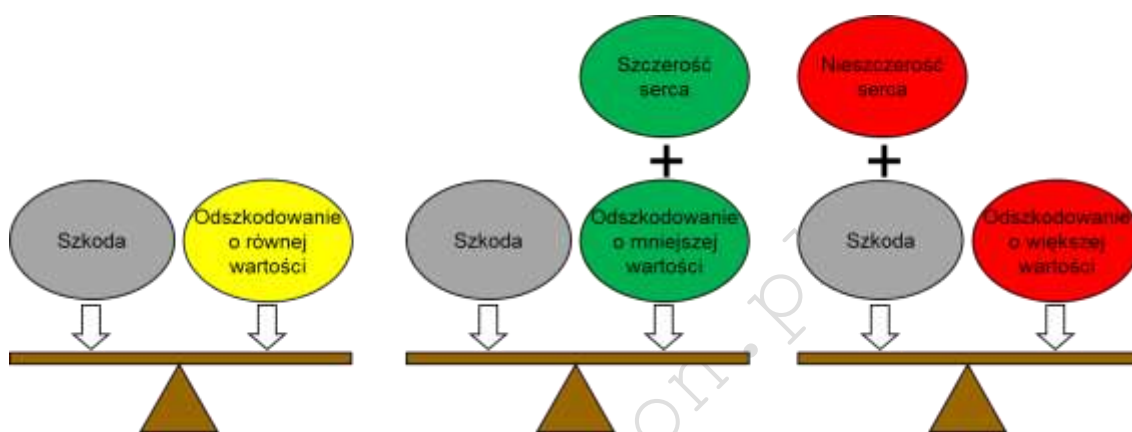 Szczerość
serca
Nieszczerość
serca
+
+
Szkoda
Odszkodowanie
o równej
wartości
Szkoda
Odszkodowanie
o mniejszej
wartości
Szkoda
Odszkodowanie
o większej
wartości